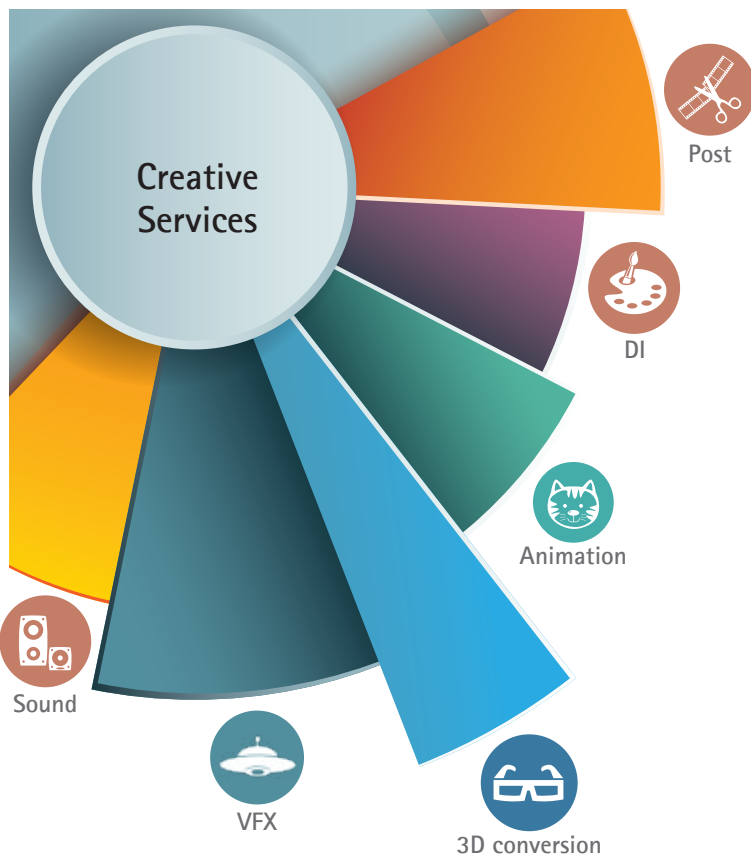 Creative
Services
Post
DI
Animation
3D conversion
VFX
Sound